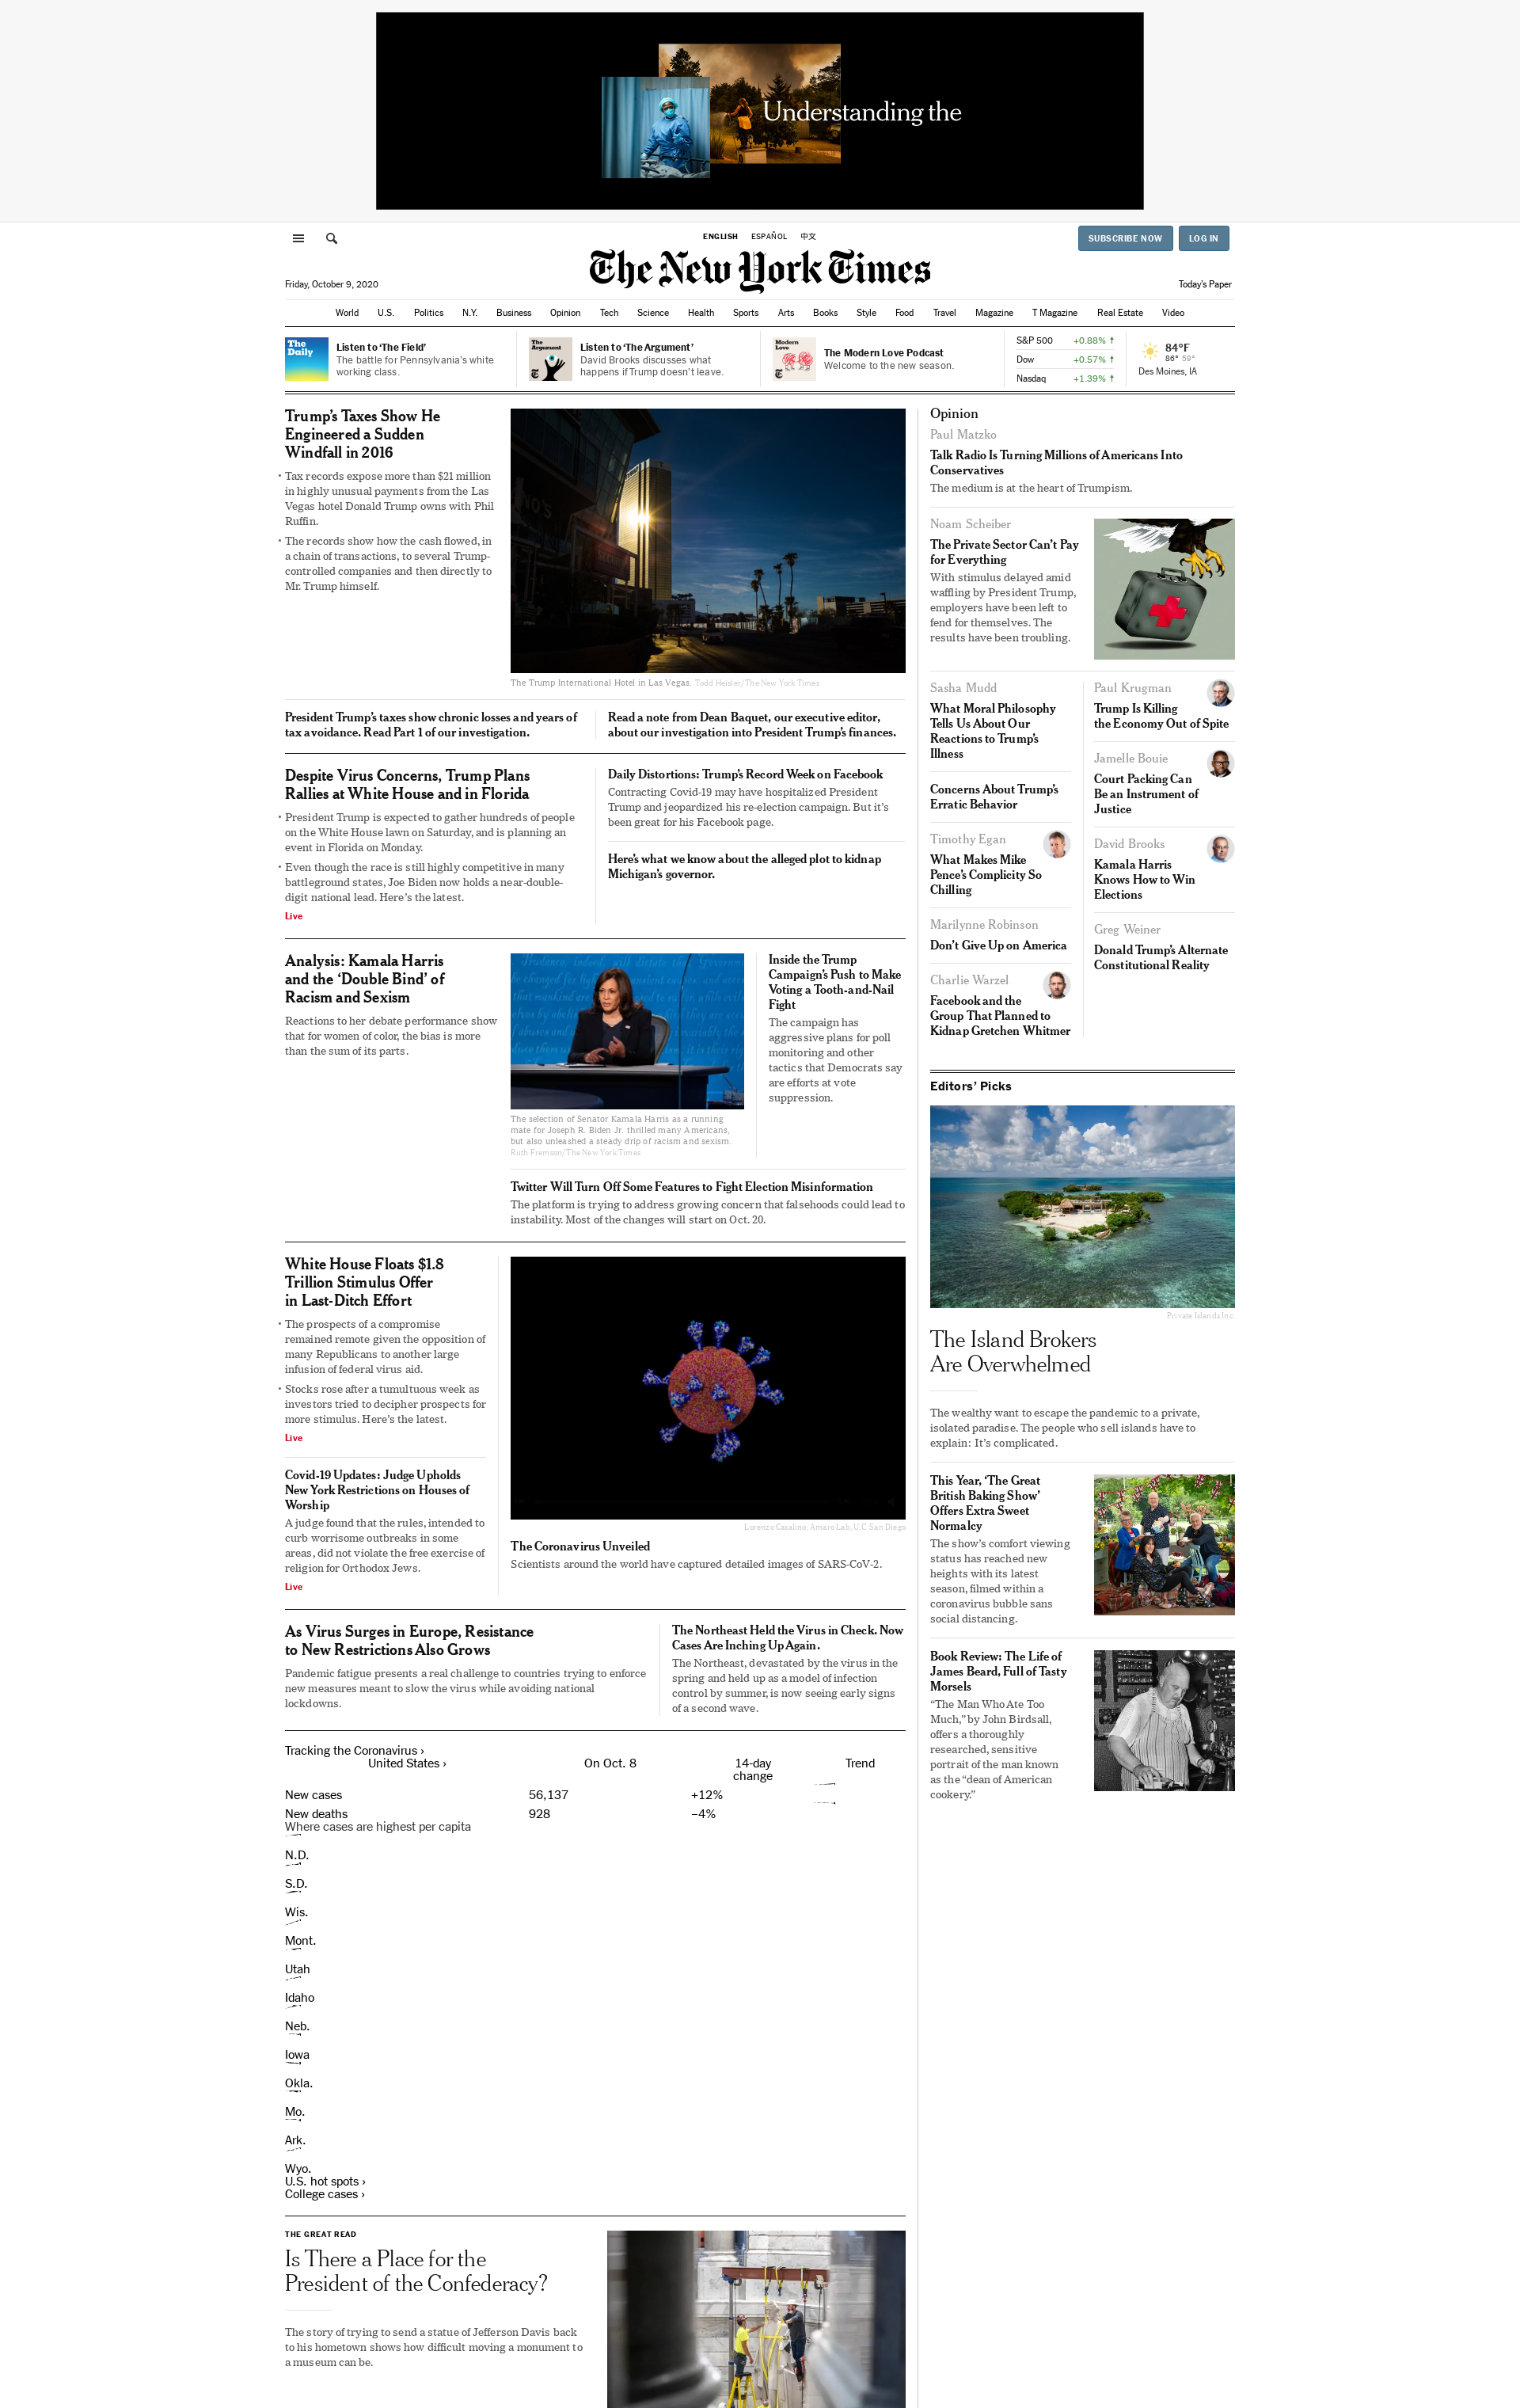 Understanding the
ENGLISH ESPAÑOL 中文
SUBSCRIBE NOW LOG IN
The New York Times
Friday, October 9, 2020
Today's Paper
World U.S. Politics N.Y. Business Opinion Tech Science Health Sports Arts Books Style Food Travel Magazine T Magazine Real Estate Video
The Daily
Listen to ‘The Field’
The battle for Pennsylvania’s white
working class.
The Argument
Listen to ‘The Argument’
David Brooks discusses what
happens if Trump doesn’t leave.
Modern Love
The Modern Love Podcast
Welcome to the new season.
S&P 500 +0.88% ↑
Dow +0.57% ↑
Nasdaq +1.39% ↑
84°F
86° 59°
Des Moines, IA
Trump’s Taxes Show He
Engineered a Sudden
Windfall in 2016
• Tax records expose more than $21 million
in highly unusual payments from the Las
Vegas hotel Donald Trump owns with Phil
Ruffin.
• The records show how the cash flowed, in
a chain of transactions, to several Trump-
controlled companies and then directly to
Mr. Trump himself.
The Trump International Hotel in Las Vegas. Todd Heisler/The New York Times
President Trump’s taxes show chronic losses and years of
tax avoidance. Read Part 1 of our investigation.
Read a note from Dean Baquet, our executive editor,
about our investigation into President Trump’s finances.
Despite Virus Concerns, Trump Plans
Rallies at White House and in Florida
• President Trump is expected to gather hundreds of people
on the White House lawn on Saturday, and is planning an
event in Florida on Monday.
• Even though the race is still highly competitive in many
battleground states, Joe Biden now holds a near-double-
digit national lead. Here’s the latest.
Live
Daily Distortions: Trump’s Record Week on Facebook
Contracting Covid-19 may have hospitalized President
Trump and jeopardized his re-election campaign. But it’s
been great for his Facebook page.
Here’s what we know about the alleged plot to kidnap
Michigan’s governor.
Analysis: Kamala Harris
and the ‘Double Bind’ of
Racism and Sexism
Reactions to her debate performance show
that for women of color, the bias is more
than the sum of its parts.
The selection of Senator Kamala Harris as a running
mate for Joseph R. Biden Jr. thrilled many Americans,
but also unleashed a steady drip of racism and sexism.
Ruth Fremson/The New York Times
Inside the Trump
Campaign’s Push to Make
Voting a Tooth-and-Nail
Fight
The campaign has
aggressive plans for poll
monitoring and other
tactics that Democrats say
are efforts at vote
suppression.
Twitter Will Turn Off Some Features to Fight Election Misinformation
The platform is trying to address growing concern that falsehoods could lead to
instability. Most of the changes will start on Oct. 20.
White House Floats $1.8
Trillion Stimulus Offer
in Last-Ditch Effort
• The prospects of a compromise
remained remote given the opposition of
many Republicans to another large
infusion of federal virus aid.
• Stocks rose after a tumultuous week as
investors tried to decipher prospects for
more stimulus. Here’s the latest.
Live
Covid-19 Updates: Judge Upholds
New York Restrictions on Houses of
Worship
A judge found that the rules, intended to
curb worrisome outbreaks in some
areas, did not violate the free exercise of
religion for Orthodox Jews.
Live
Lorenzo Casalino, Amaro Lab, U.C. San Diego
The Coronavirus Unveiled
Scientists around the world have captured detailed images of SARS-CoV-2.
As Virus Surges in Europe, Resistance
to New Restrictions Also Grows
Pandemic fatigue presents a real challenge to countries trying to enforce
new measures meant to slow the virus while avoiding national
lockdowns.
The Northeast Held the Virus in Check. Now
Cases Are Inching Up Again.
The Northeast, devastated by the virus in the
spring and held up as a model of infection
control by summer, is now seeing early signs
of a second wave.
Tracking the Coronavirus ›
United States › On Oct. 8 14-day change Trend
New cases 56,137 +12%
New deaths 928 −4%
Where cases are highest per capita
N.D.
S.D.
Wis.
Mont.
Utah
Idaho
Neb.
Iowa
Okla.
Mo.
Ark.
Wyo.
U.S. hot spots ›
College cases ›
THE GREAT READ
Is There a Place for the
President of the Confederacy?
The story of trying to send a statue of Jefferson Davis back
to his hometown shows how difficult moving a monument to
a museum can be.
Opinion
Paul Matzko
Talk Radio Is Turning Millions of Americans Into
Conservatives
The medium is at the heart of Trumpism.
Noam Scheiber
The Private Sector Can’t Pay
for Everything
With stimulus delayed amid
waffling by President Trump,
employers have been left to
fend for themselves. The
results have been troubling.
Sasha Mudd
What Moral Philosophy
Tells Us About Our
Reactions to Trump’s
Illness
Concerns About Trump’s
Erratic Behavior
Timothy Egan
What Makes Mike
Pence’s Complicity So
Chilling
Marilynne Robinson
Don’t Give Up on America
Charlie Warzel
Facebook and the
Group That Planned to
Kidnap Gretchen Whitmer
Paul Krugman
Trump Is Killing
the Economy Out of Spite
Jamelle Bouie
Court Packing Can
Be an Instrument of
Justice
David Brooks
Kamala Harris
Knows How to Win
Elections
Greg Weiner
Donald Trump’s Alternate
Constitutional Reality
Editors’ Picks
Private Islands Inc.
The Island Brokers
Are Overwhelmed
The wealthy want to escape the pandemic to a private,
isolated paradise. The people who sell islands have to
explain: It’s complicated.
This Year, ‘The Great
British Baking Show’
Offers Extra Sweet
Normalcy
The show’s comfort viewing
status has reached new
heights with its latest
season, filmed within a
coronavirus bubble sans
social distancing.
Book Review: The Life of
James Beard, Full of Tasty
Morsels
“The Man Who Ate Too
Much,” by John Birdsall,
offers a thoroughly
researched, sensitive
portrait of the man known
as the “dean of American
cookery.”